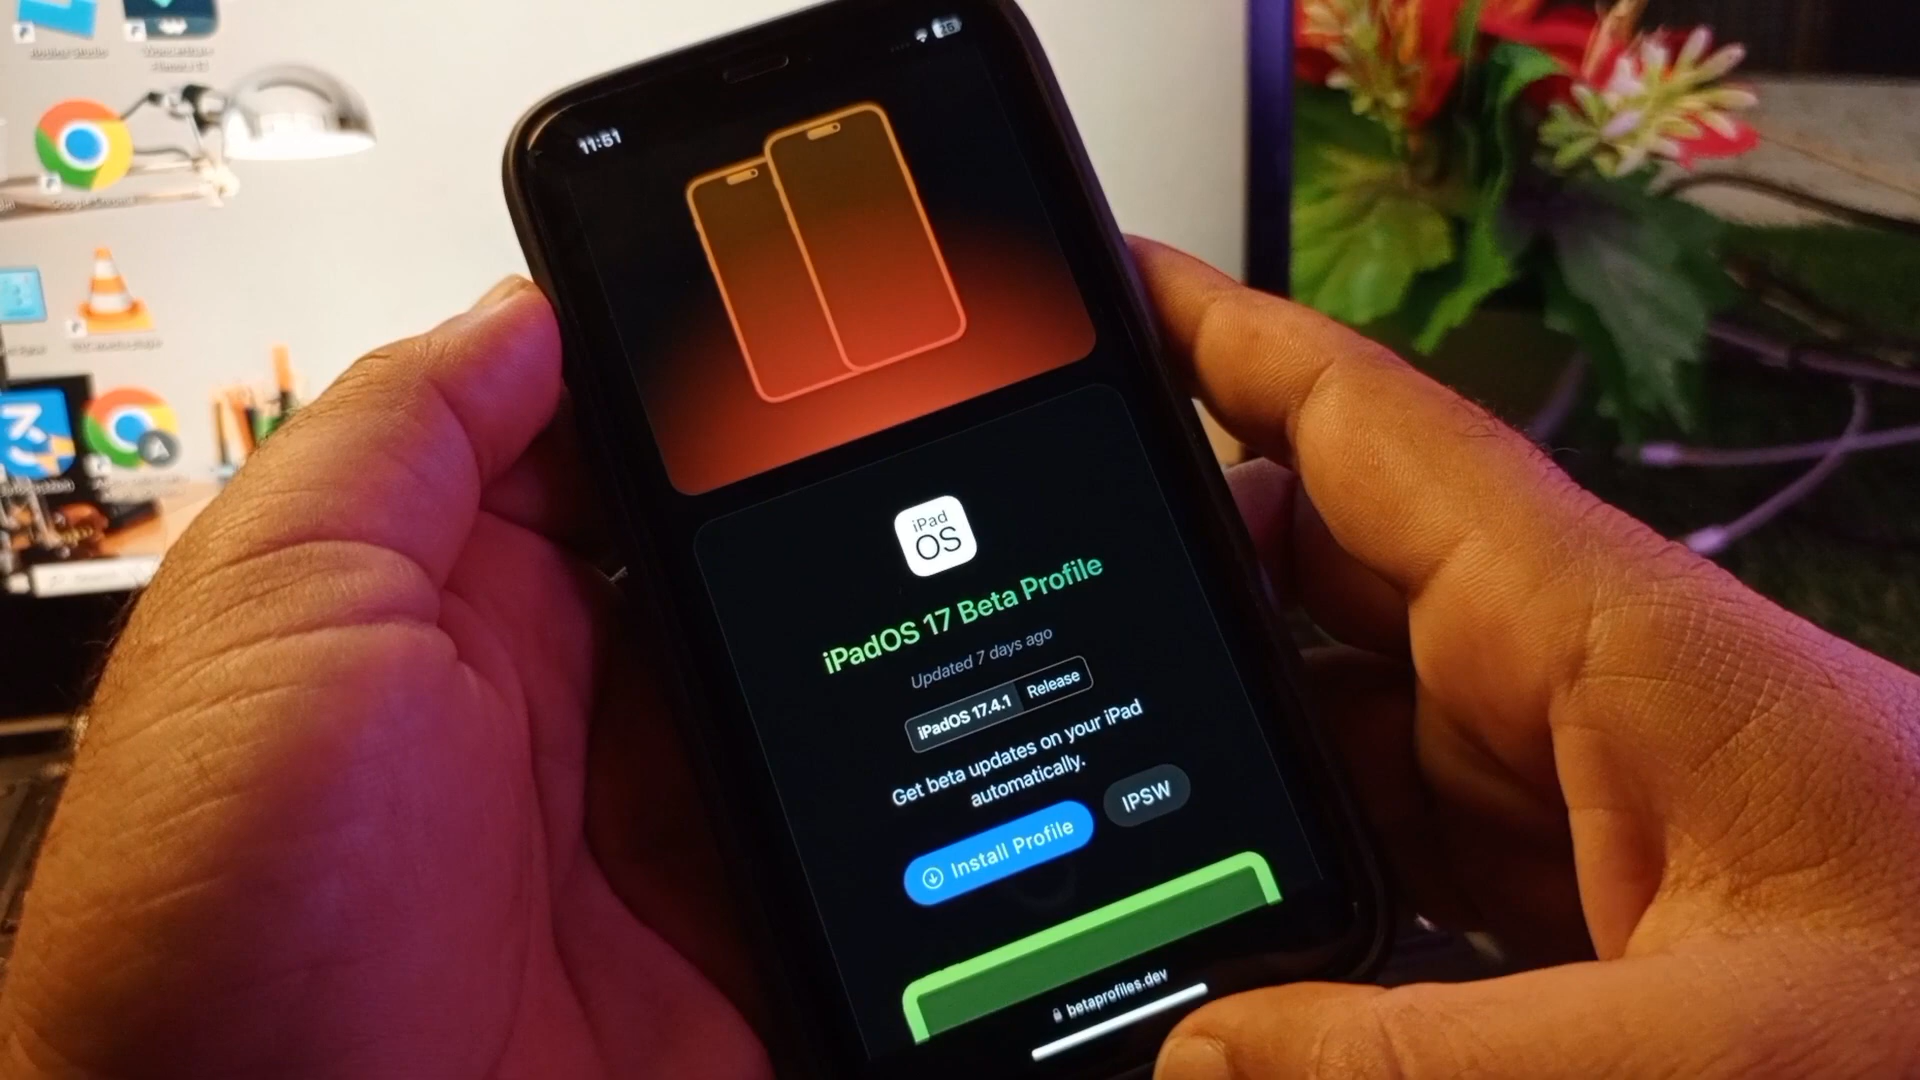 11:51
iPad
OS
iPadOS 17 Beta Profile
Updated 7 days ago
iPadOS 17.4.1 Release
Get beta updates on your iPad
automatically.
Install Profile
IPSW
betaprofiles.dev